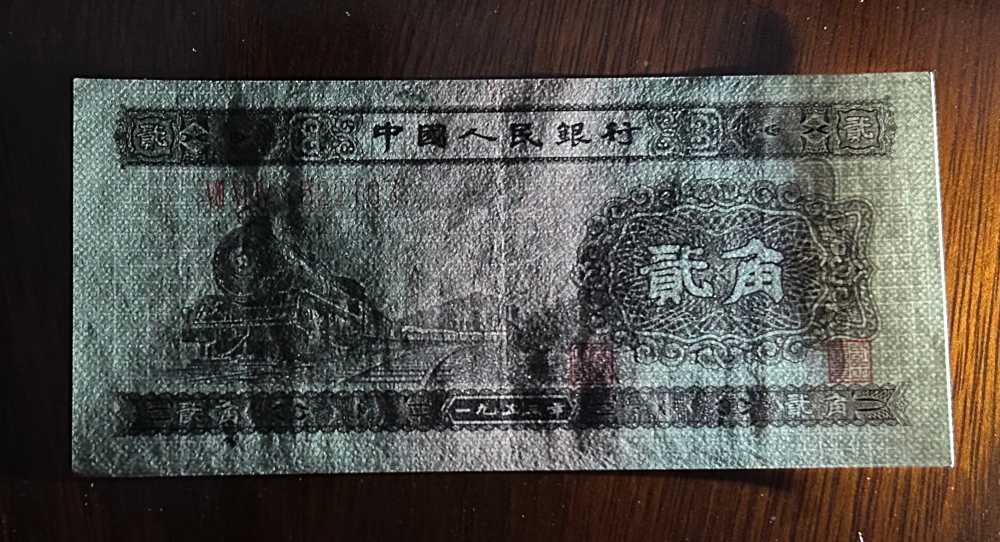 貳 中國人民銀行 貳
貳角
貳角 一九五三年 貳角